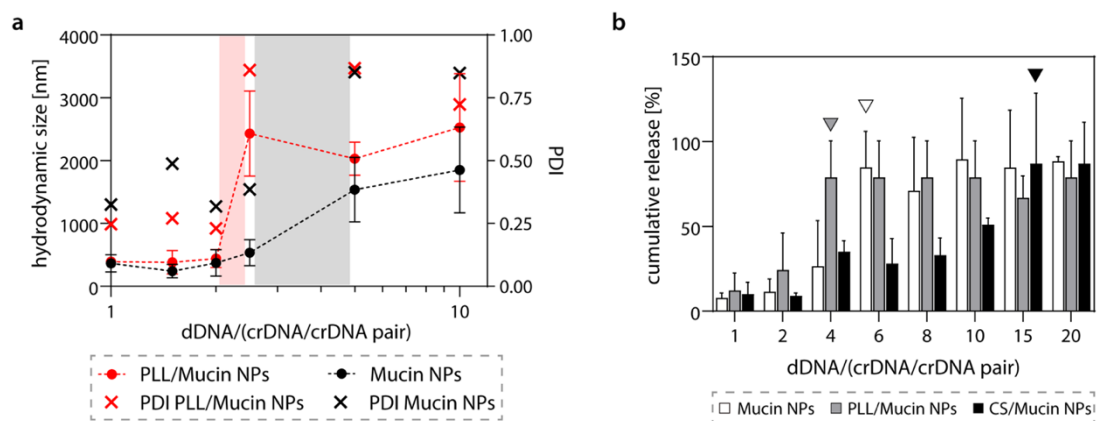 a
4000
3000
2000
1000
0
hydrodynamic size [nm]
1.00
0.75
0.50
0.25
0.00
PDI
1
10
dDNA/(crDNA/crDNA pair)
PLL/Mucin NPs
Mucin NPs
PDI PLL/Mucin NPs
PDI Mucin NPs
b
150
100
50
0
cumulative release [%]
1 2 4 6 8 10 15 20
dDNA/(crDNA/crDNA pair)
Mucin NPs PLL/Mucin NPs CS/Mucin NPs